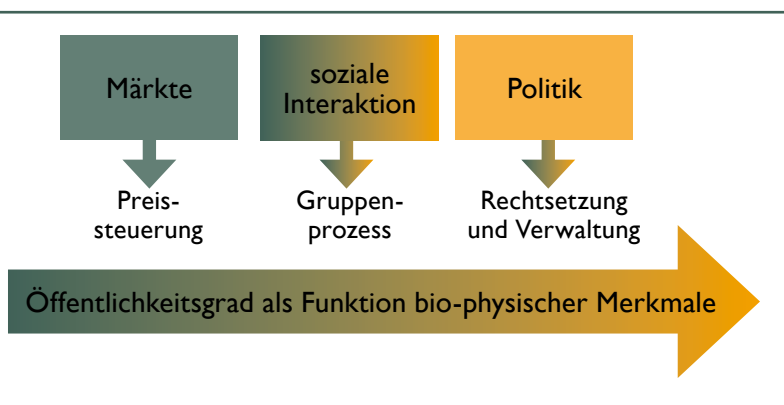 Märkte
soziale
Interaktion
Politik
Preis-
steuerung
Gruppen-
prozess
Rechtsetzung
und Verwaltung
Öffentlichkeitsgrad als Funktion bio-physischer Merkmale